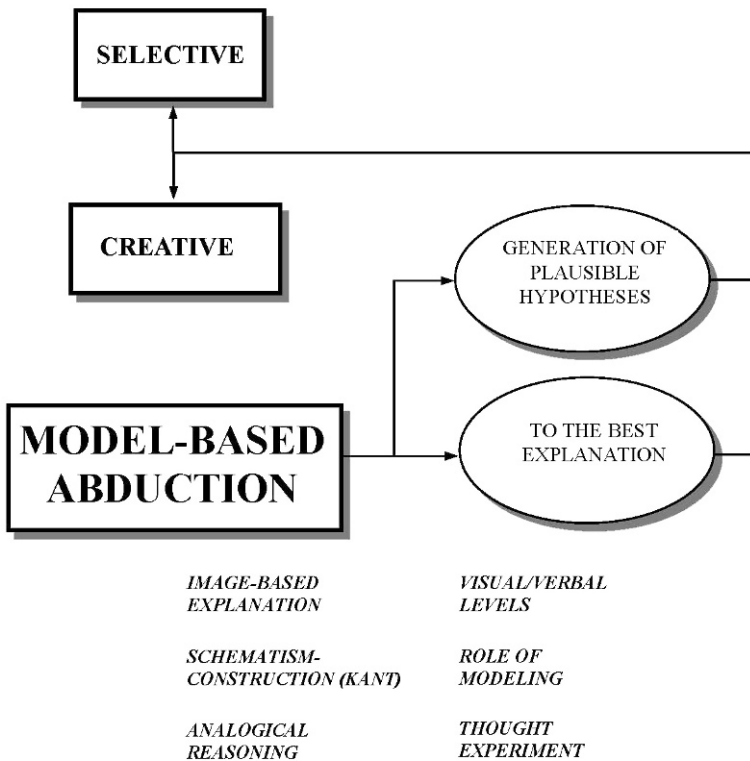 SELECTIVE
CREATIVE
GENERATION OF
PLAUSIBLE
HYPOTHESES
MODEL-BASED
ABDUCTION
TO THE BEST
EXPLANATION
IMAGE-BASED
EXPLANATION
VISUAL/VERBAL
LEVELS
SCHEMATISM-
CONSTRUCTION (KANT)
ROLE OF
MODELING
ANALOGICAL
REASONING
THOUGHT
EXPERIMENT